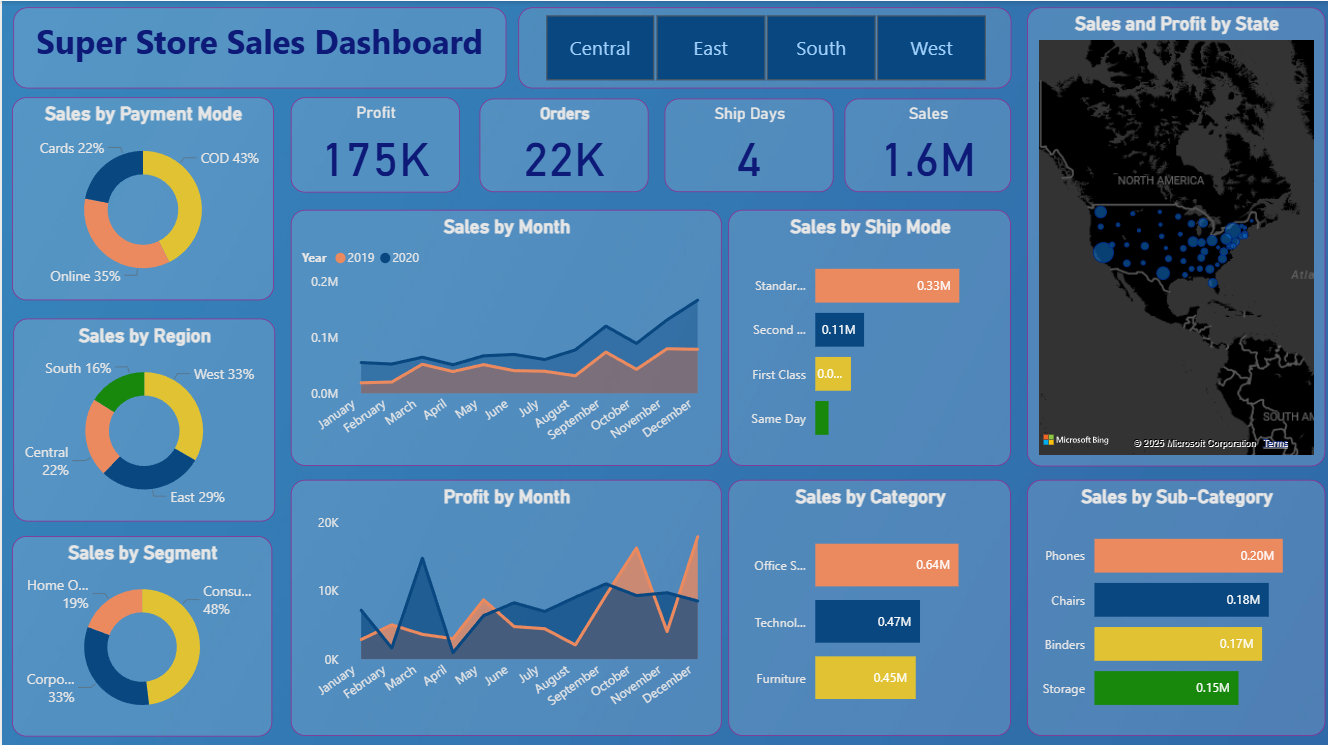 Super Store Sales Dashboard
Central
East
South
West
Sales and Profit by State
NORTH AMERICA
Atla
SOUTH AM
Microsoft Bing
© 2025 Microsoft Corporation Terms
Sales by Payment Mode
Cards 22%
COD 43%
Online 35%
Profit
175K
Orders
22K
Ship Days
4
Sales
1.6M
Sales by Month
Year 2019 2020
0.2M
0.1M
0.0M
January
February
March
April
May
June
July
August
September
October
November
December
Sales by Ship Mode
Standar... 0.33M
Second ... 0.11M
First Class 0.0...
Same Day
Sales by Region
South 16%
West 33%
Central
22%
East 29%
Profit by Month
20K
10K
0K
January
February
March
April
May
June
July
August
September
October
November
December
Sales by Category
Office S... 0.64M
Technol... 0.47M
Furniture 0.45M
Sales by Sub-Category
Phones 0.20M
Chairs 0.18M
Binders 0.17M
Storage 0.15M
Sales by Segment
Home O...
19%
Consu...
48%
Corpo...
33%